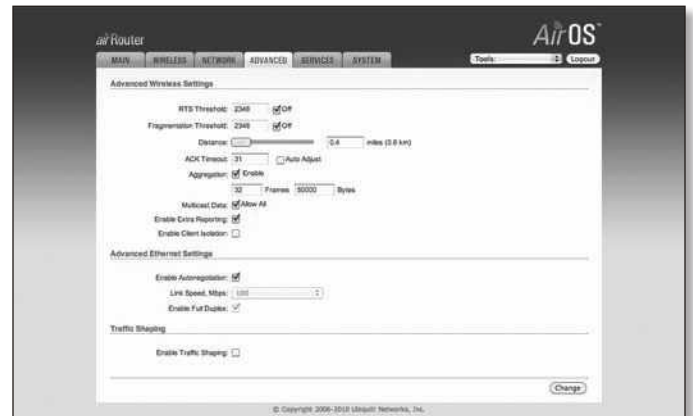 airRouter
AirOS™
MAIN WIRELESS NETWORK ADVANCED SERVICES SYSTEM
Tools: Logout
Advanced Wireless Settings
RTS Threshold: 2346 Off
Fragmentation Threshold: 2346 Off
Distance: 0.4 miles (0.6 km)
ACK Timeout: 31 Auto Adjust
Aggregation: Enable
32 Frames 50000 Bytes
Multicast Data: Allow All
Enable Extra Reporting:
Enable Client Isolation:
Advanced Ethernet Settings
Enable Autonegotiation:
Link Speed, Mbps: 100
Enable Full Duplex:
Traffic Shaping
Enable Traffic Shaping:
Change
© Copyright 2006-2010 Ubiquiti Networks, Inc.